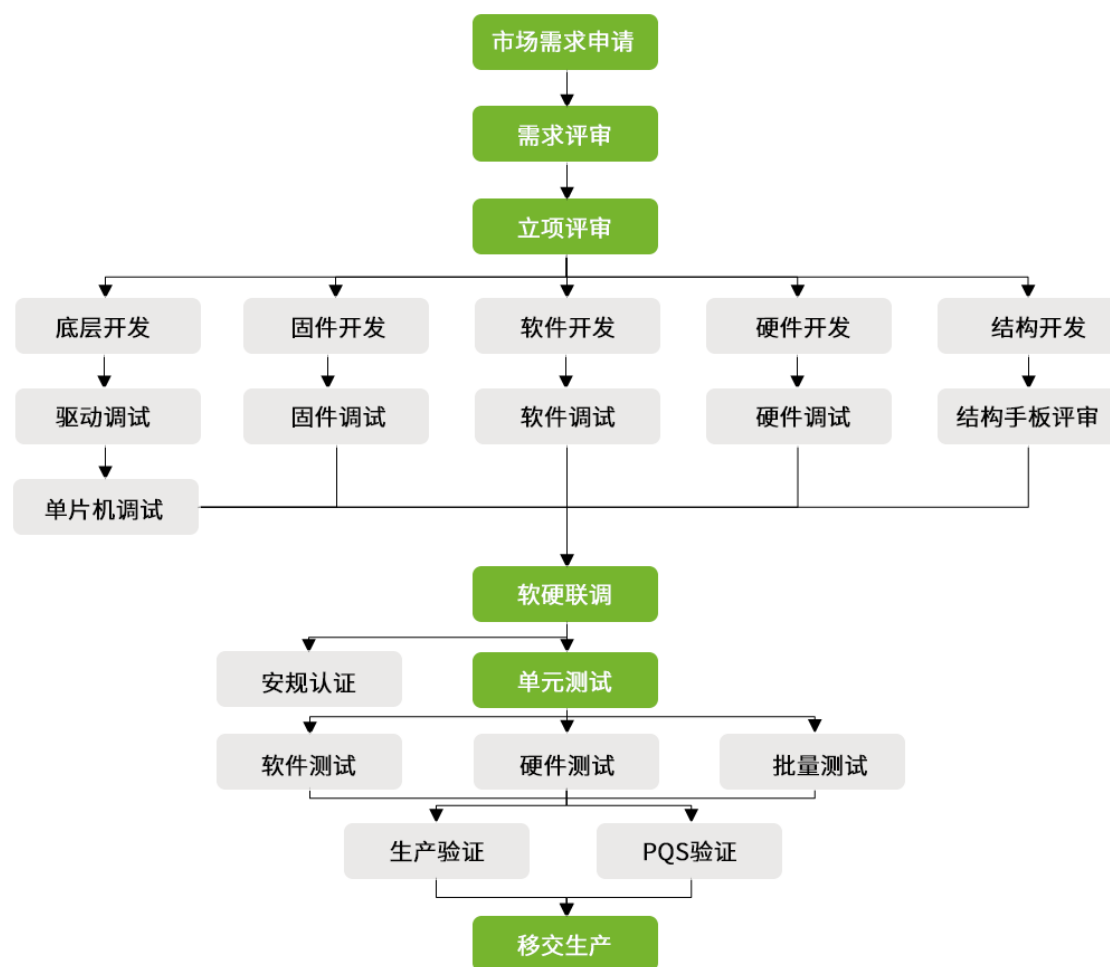 市场需求申请
需求评审
立项评审
底层开发
固件开发
软件开发
硬件开发
结构开发
驱动调试
固件调试
软件调试
硬件调试
结构手板评审
单片机调试
软硬联调
安规认证
单元测试
软件测试
硬件测试
批量测试
生产验证
PQS验证
移交生产